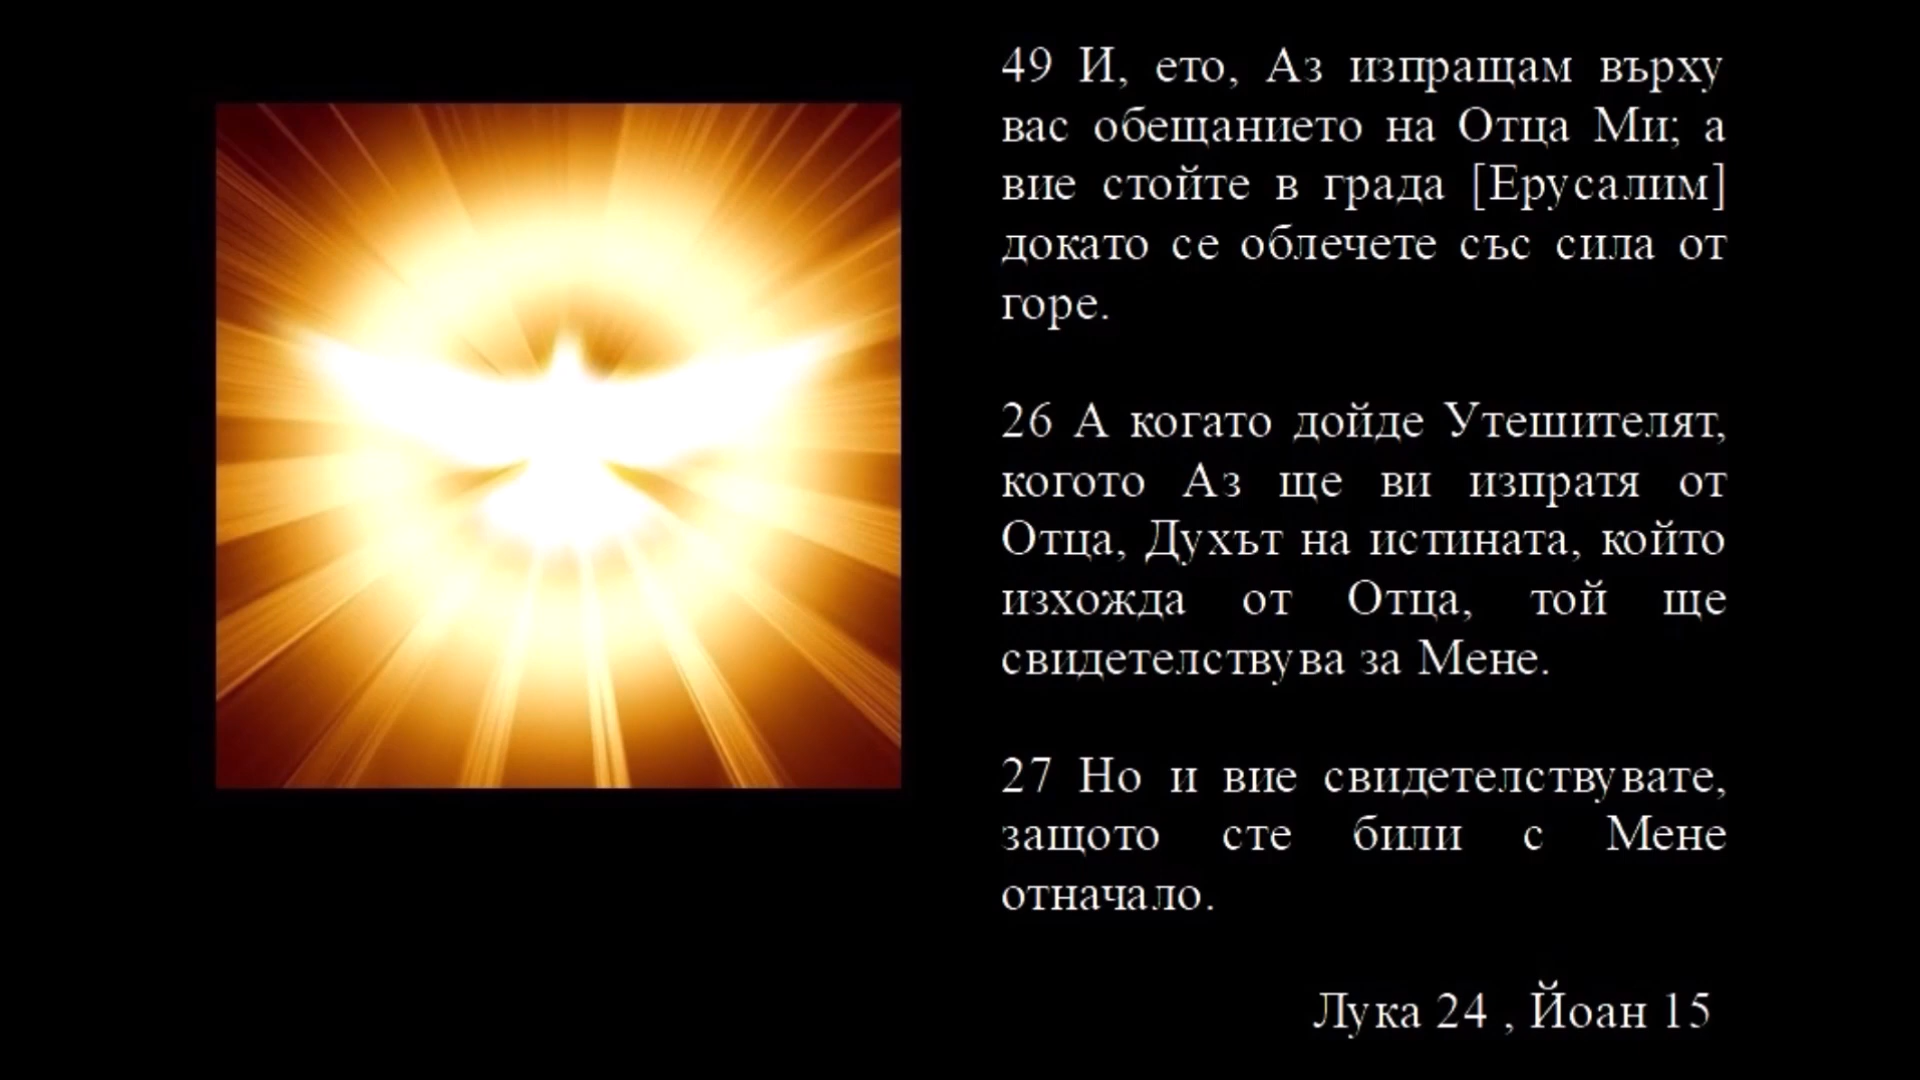 49 И, ето, Аз изпращам върху
вас обещанието на Отца Ми; а
вие стойте в града [Ерусалим]
докато се облечете със сила от
горе.
26 А когато дойде Утешителят,
когото Аз ще ви изпратя от
Отца, Духът на истината, който
изхожда от Отца, той ще
свидетелствува за Мене.
27 Но и вие свидетелствувате,
защото сте били с Мене
отначало.
Лука 24 , Йоан 15